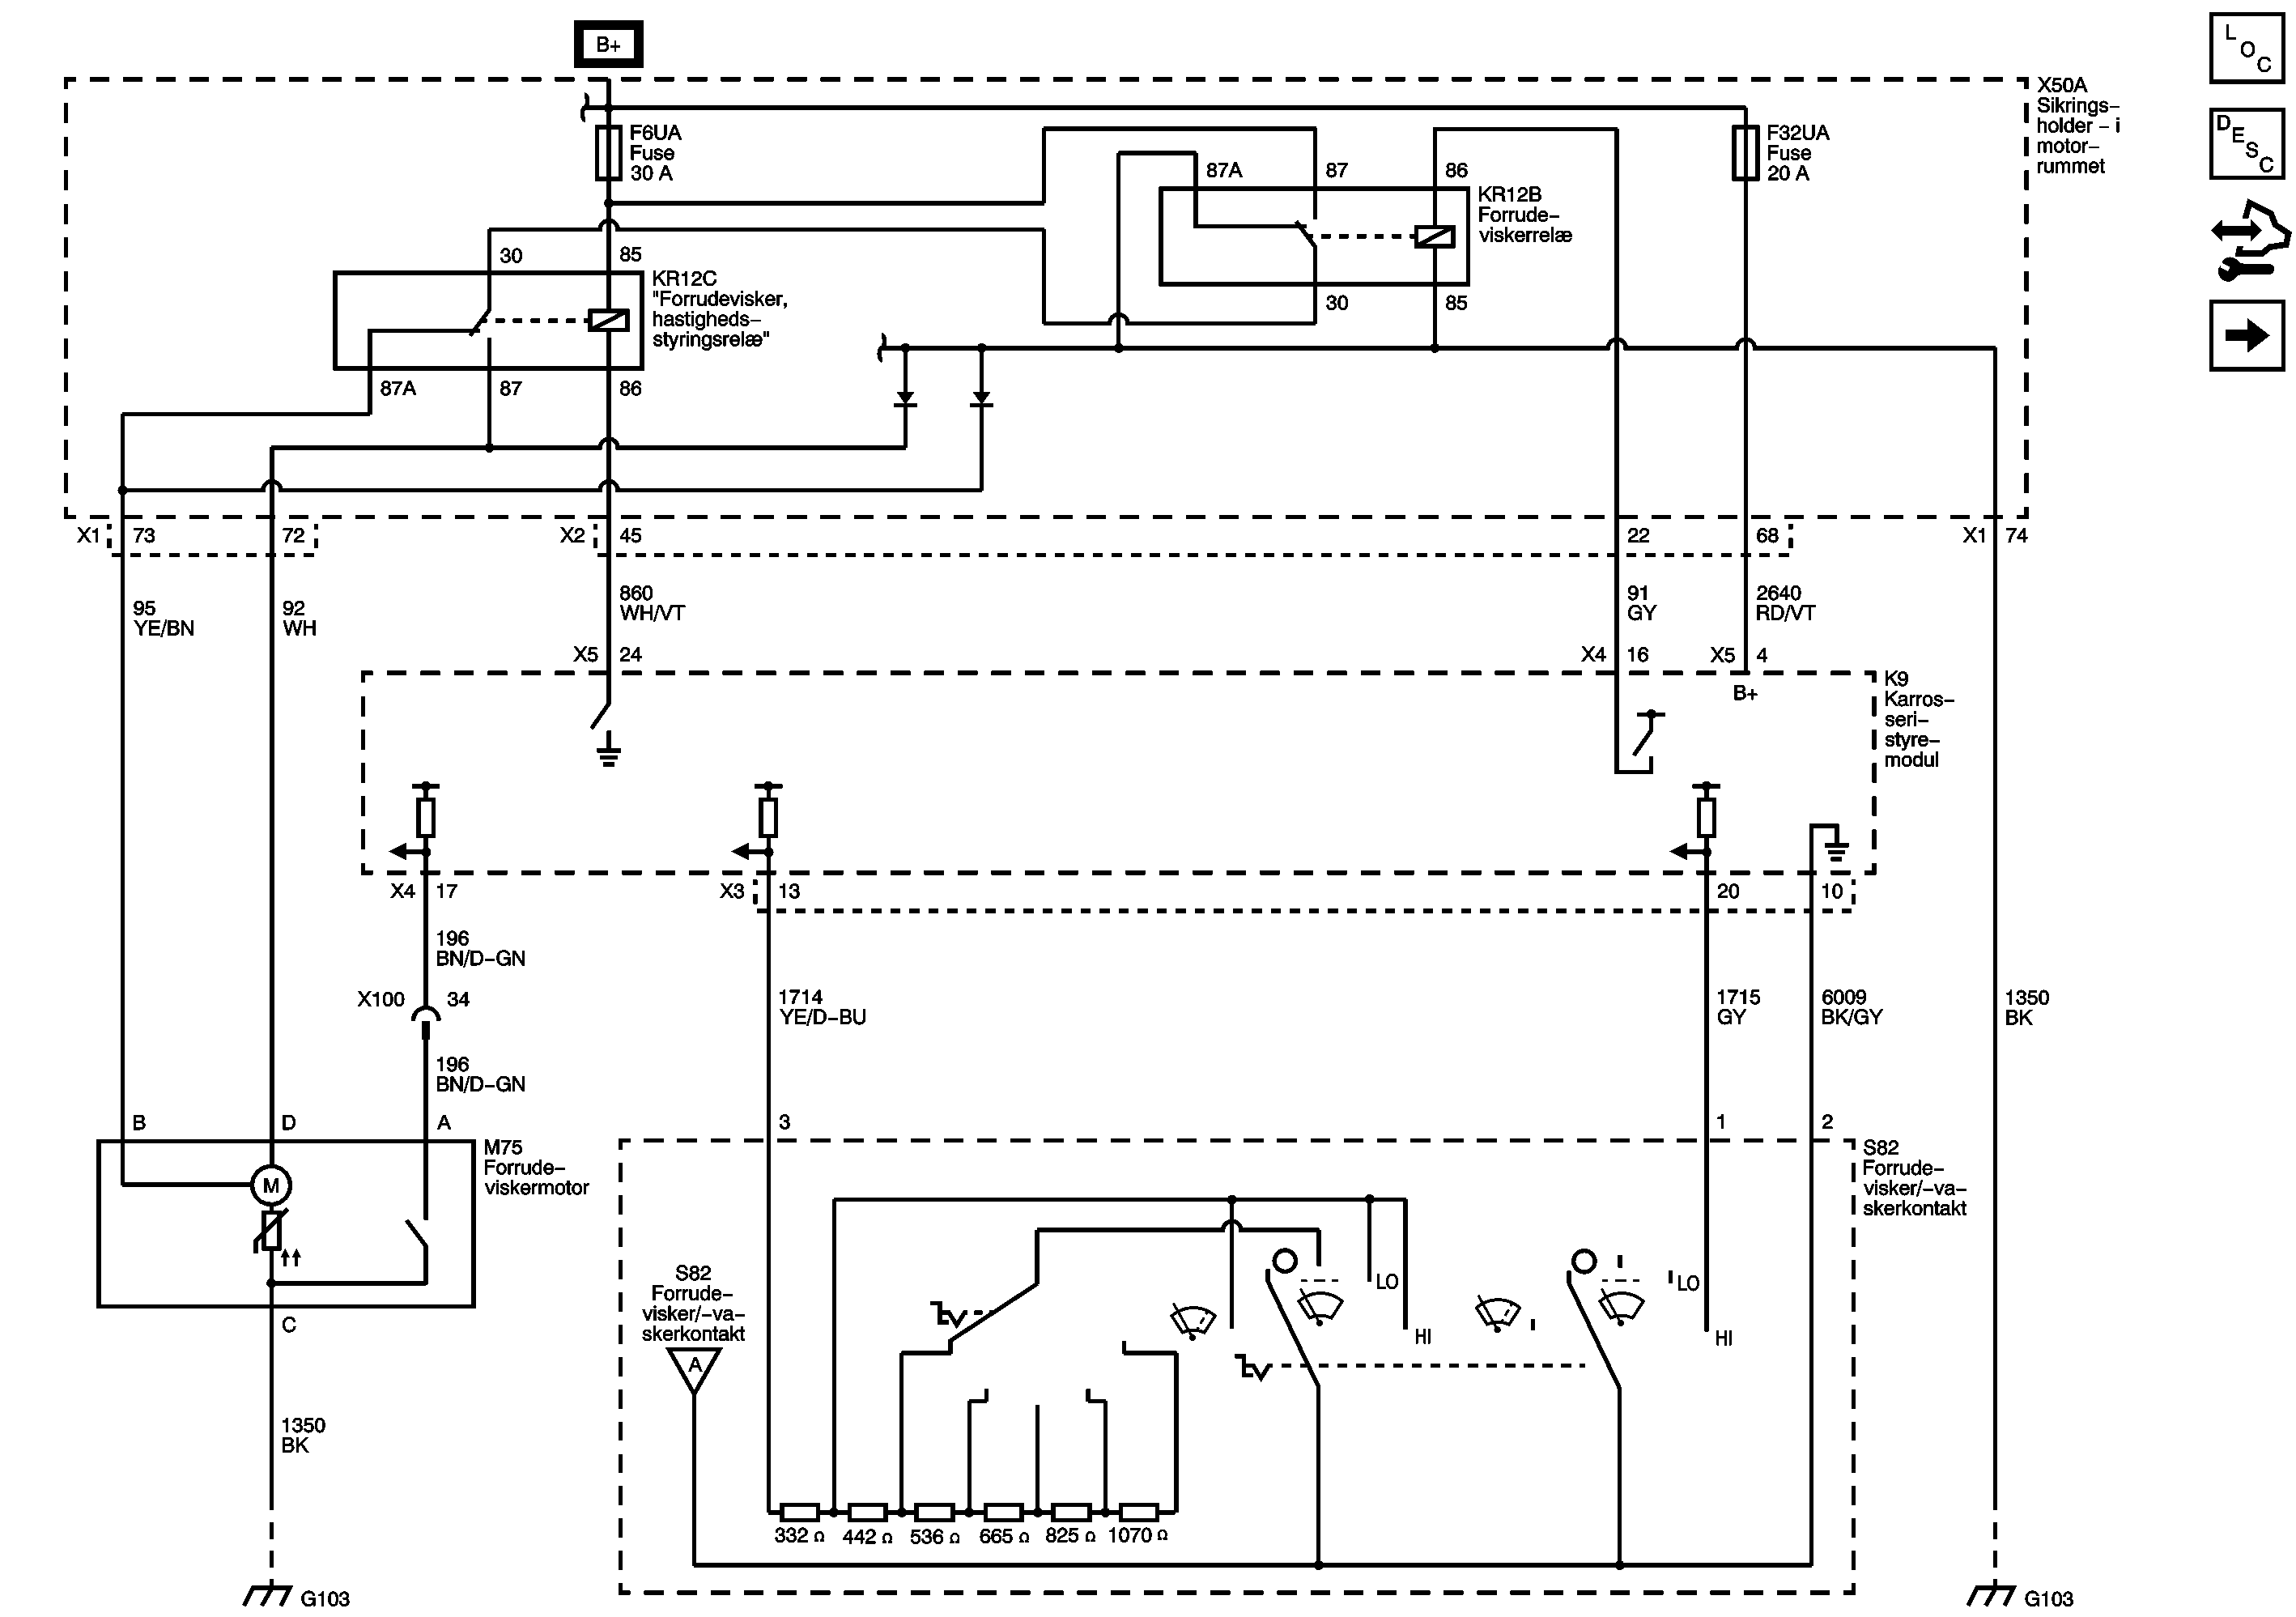 B+
L
O
C
D
E
S
C
X50A
Sikrings-
holder - i
motor-
rummet
F6UA
Fuse
30 A
F32UA
Fuse
20 A
87A
87
86
KR12B
Forrude-
viskerrelæ
30
85
30
85
KR12C
"Forrudevisker,
hastigheds-
styringsrelæ"
87A
87
86
X1
73
72
X2
45
22
68
X1
74
95
YE/BN
92
WH
860
WH/VT
91
GY
2640
RD/VT
X5
24
X4
16
X5
4
B+
K9
Karros-
seri-
styre-
modul
X4
17
X3
13
20
10
196
BN/D-GN
X100
34
196
BN/D-GN
1714
YE/D-BU
1715
GY
6009
BK/GY
1350
BK
B
D
A
3
1
2
M75
Forrude-
viskermotor
M
C
S82
Forrude-
visker/-va-
skerkontakt
S82
Forrude-
visker/-va-
skerkontakt
A
LO
HI
LO
HI
1350
BK
332 Ω
442 Ω
536 Ω
665 Ω
825 Ω
1070 Ω
G103
G103